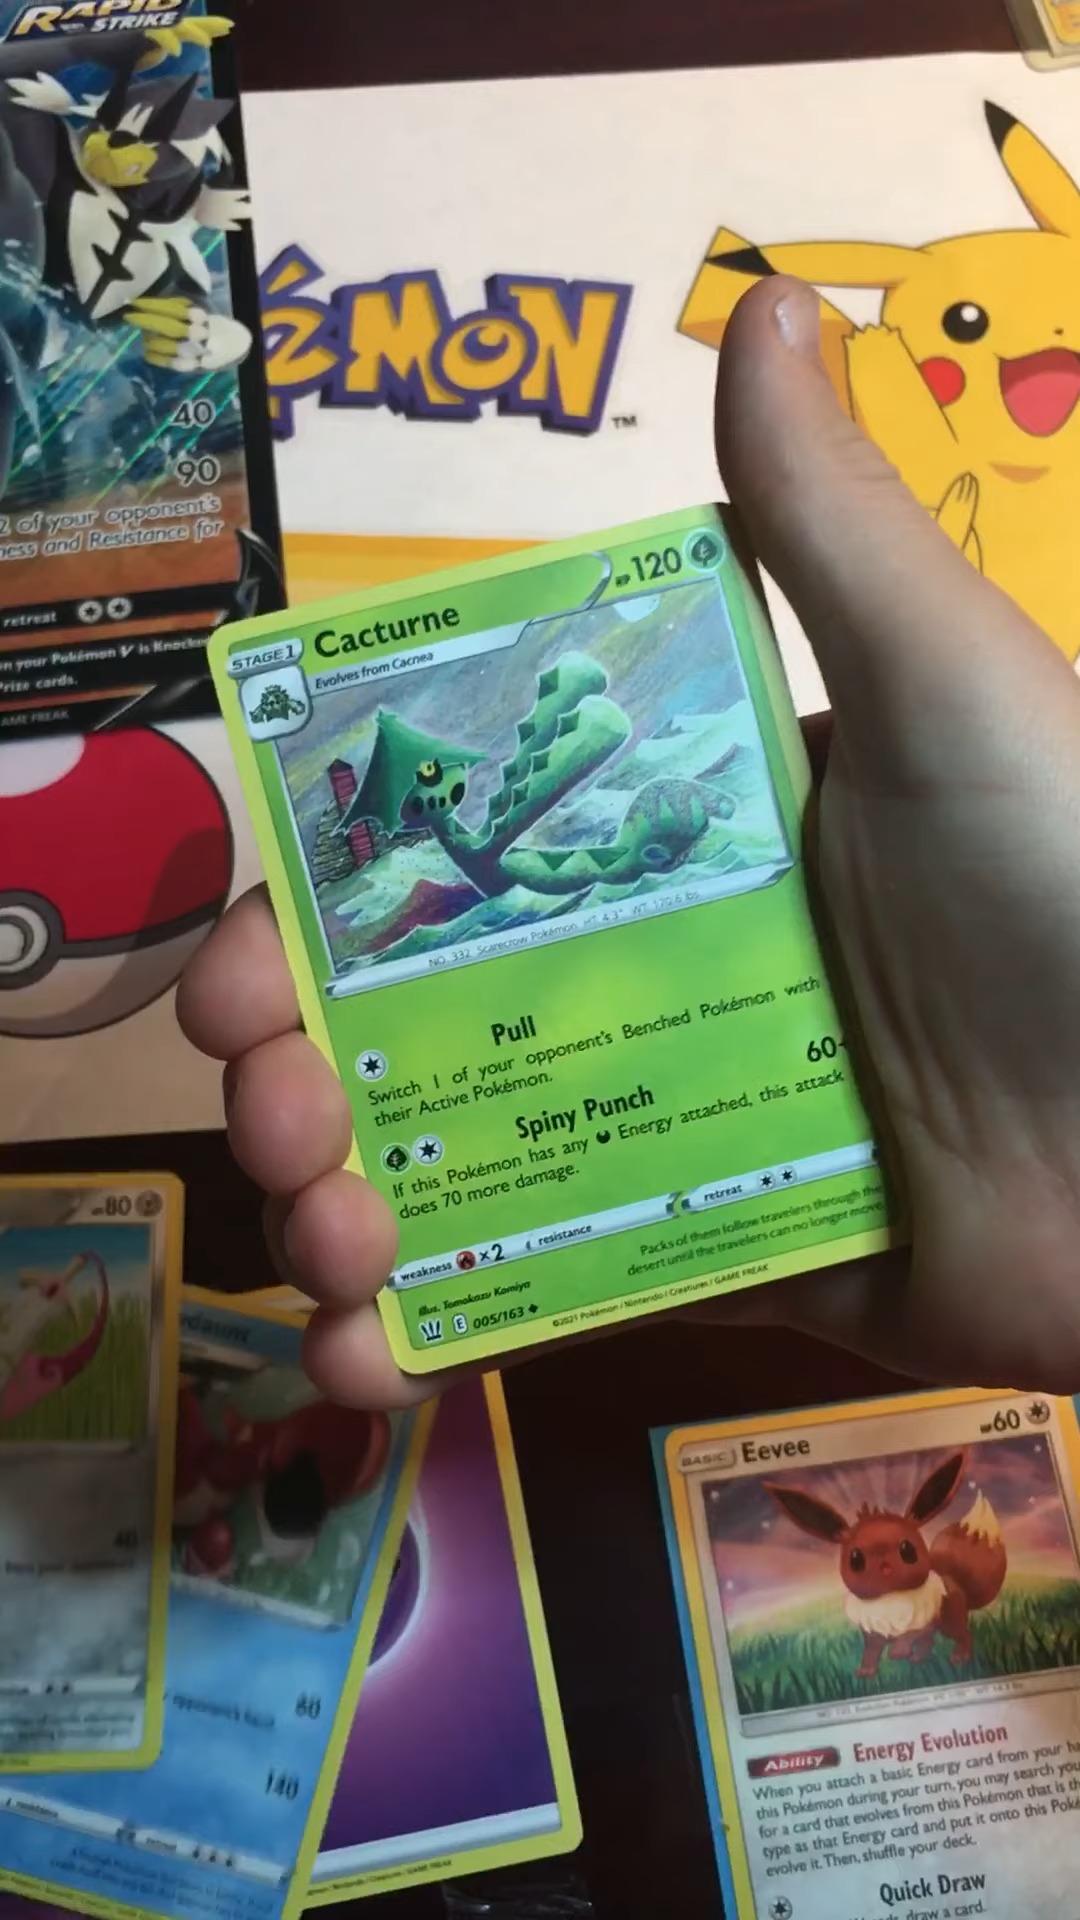 RAPID
STRIKE
40
90
2 of your opponent's
ness and Resistance for
retreat
n your Pokémon V is Knocked
Prize cards.
AME FREAK
éMON
TM
STAGE 1
Cacturne
HP 120
Evolves from Cacnea
NO. 332 Scarecrow Pokémon HT: 4'3" WT: 170.6 lbs
Pull
Switch 1 of your opponent's Benched Pokémon with
their Active Pokémon.
Spiny Punch
60+
If this Pokémon has any Energy attached, this attack
does 70 more damage.
weakness ×2 resistance retreat
Packs of them follow travelers through the
desert until the travelers can no longer move.
Illus. Tomokazu Komiya
E 005/163
©2021 Pokémon / Nintendo / Creatures / GAME FREAK
HP 80
40
80
140
BASIC
Eevee
HP 60
Ability Energy Evolution
When you attach a basic Energy card from your ha
this Pokémon during your turn, you may search you
for a card that evolves from this Pokémon that is the
type as that Energy card and put it onto this Poké
evolve it. Then, shuffle your deck.
Quick Draw
draw a card.